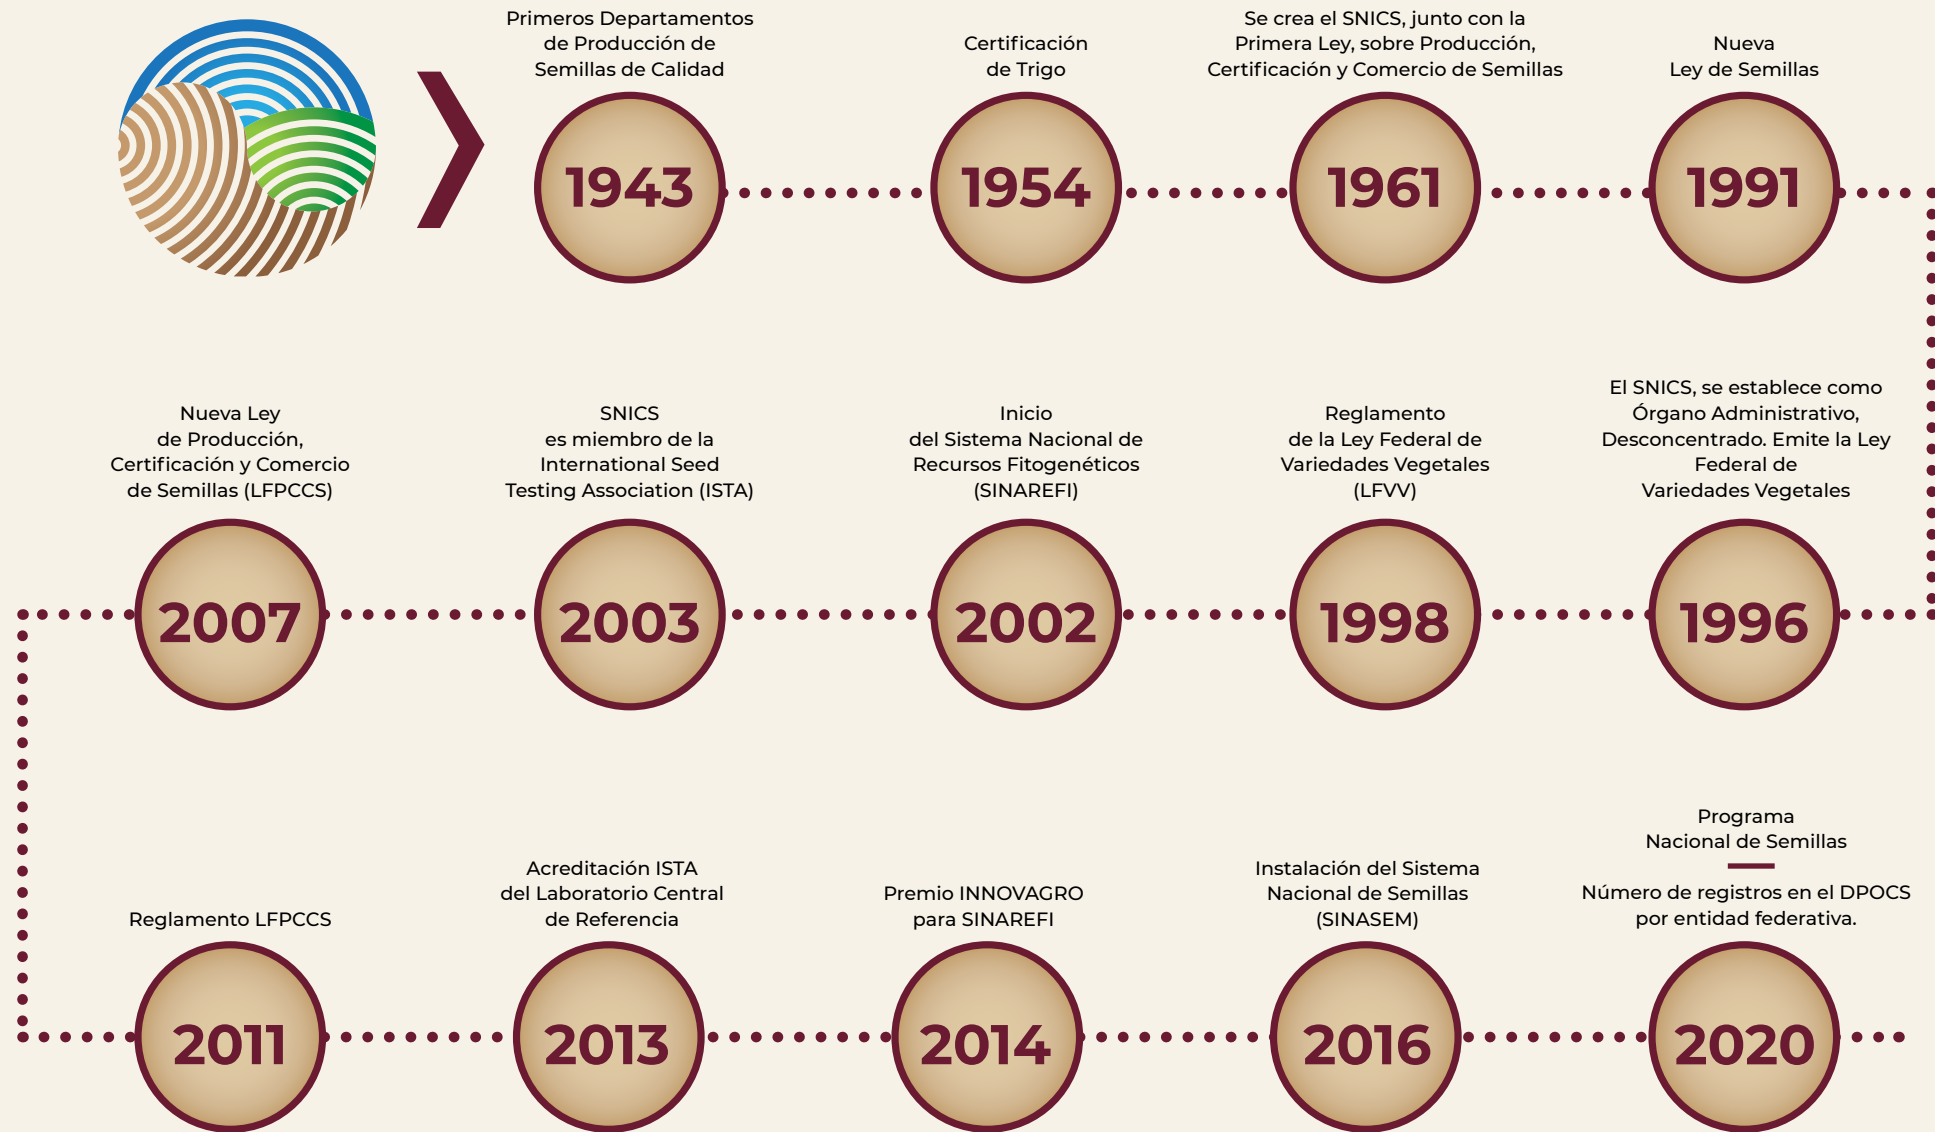 Primeros Departamentos
de Producción de
Semillas de Calidad
1943
Certificación
de Trigo
1954
Se crea el SNICS, junto con la
Primera Ley, sobre Producción,
Certificación y Comercio de Semillas
1961
Nueva
Ley de Semillas
1991
El SNICS, se establece como
Órgano Administrativo,
Desconcentrado. Emite la Ley
Federal de
Variedades Vegetales
1996
Reglamento
de la Ley Federal de
Variedades Vegetales
(LFVV)
1998
Inicio
del Sistema Nacional de
Recursos Fitogenéticos
(SINAREFI)
2002
SNICS
es miembro de la
International Seed
Testing Association (ISTA)
2003
Nueva Ley
de Producción,
Certificación y Comercio
de Semillas (LFPCCS)
2007
Reglamento LFPCCS
2011
Acreditación ISTA
del Laboratorio Central
de Referencia
2013
Premio INNOVAGRO
para SINAREFI
2014
Instalación del Sistema
Nacional de Semillas
(SINASEM)
2016
Programa
Nacional de Semillas
Número de registros en el DPOCS
por entidad federativa.
2020